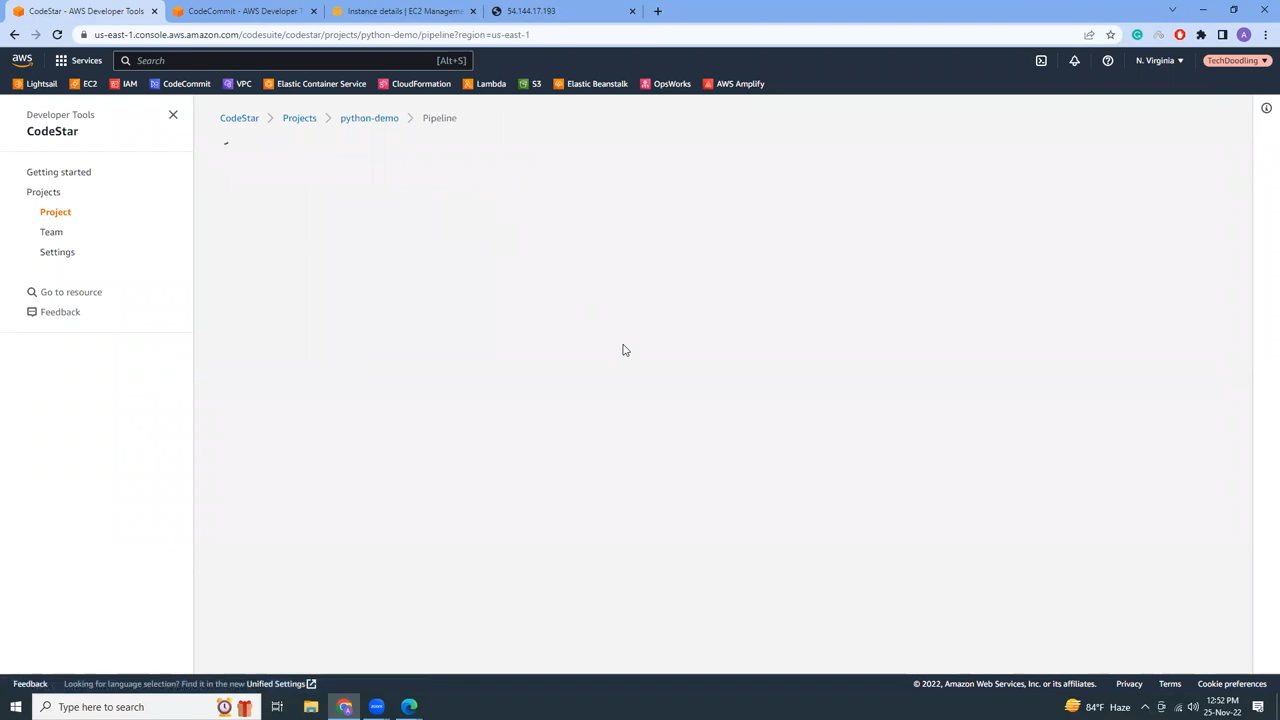 CodeStar - AWS Developer Tools
CodeCommit - AWS Developer T
Instance details | EC2 Manageme
54.144.17.193
us-east-1.console.aws.amazon.com/codesuite/codestar/projects/python-demo/pipeline?region=us-east-1
A
aws
Services
Search
[Alt+S]
N. Virginia
TechDoodling
Lightsail
EC2
IAM
CodeCommit
VPC
Elastic Container Service
CloudFormation
Lambda
S3
Elastic Beanstalk
OpsWorks
AWS Amplify
Developer Tools
CodeStar
Getting started
Projects
Project
Team
Settings
Go to resource
Feedback
CodeStar
Projects
python-demo
Pipeline
Feedback
Looking for language selection? Find it in the new Unified Settings
© 2022, Amazon Web Services, Inc. or its affiliates.
Privacy
Terms
Cookie preferences
Type here to search
84°F Haze
12:52 PM
25-Nov-22